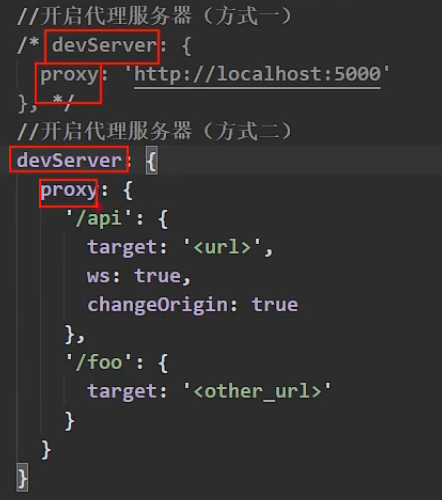 //开启代理服务器（方式一）
/* devServer: {
proxy: 'http://localhost:5000'
}, */
//开启代理服务器（方式二）
devServer: {
proxy: {
'/api': {
target: '<url>',
ws: true,
changeOrigin: true
},
'/foo': {
target: '<other_url>'
}
}
}